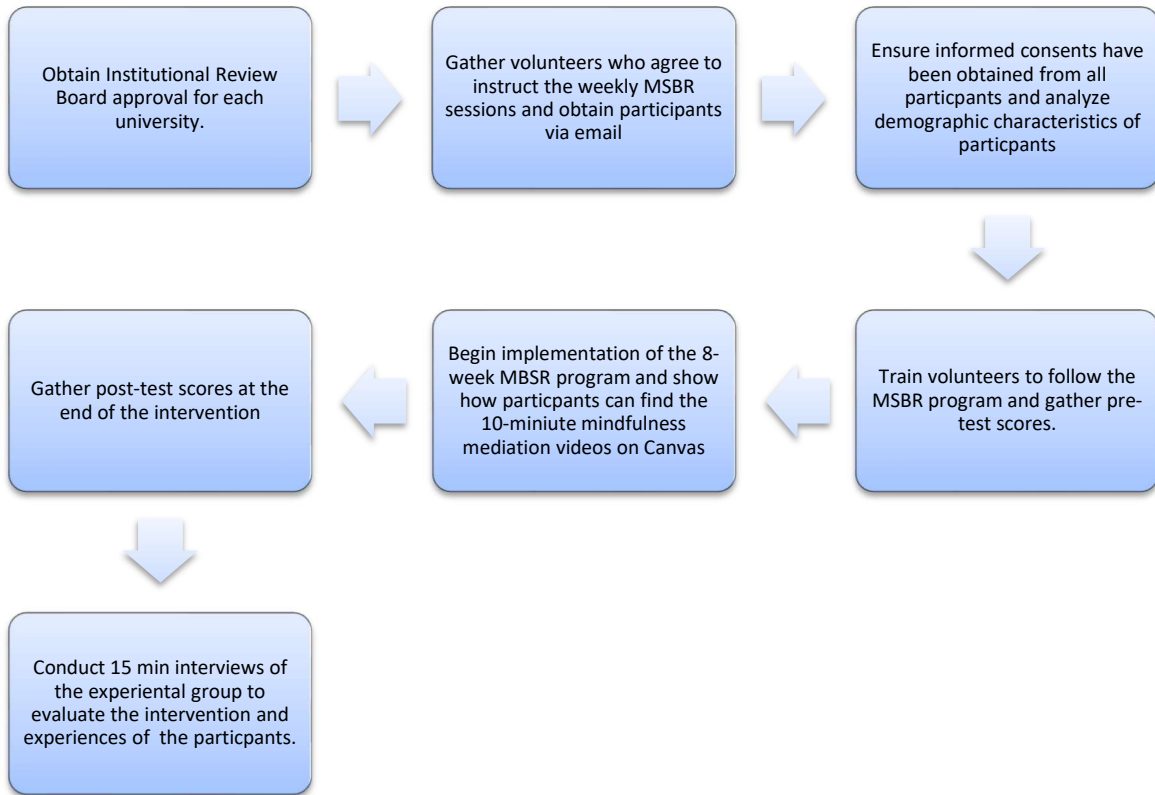 Obtain Institutional Review
Board approval for each
university.
Gather volunteers who agree to
instruct the weekly MSBR
sessions and obtain participants
via email
Ensure informed consents have
been obtained from all
particpants and analyze
demographic characteristics of
particpants
Train volunteers to follow the
MSBR program and gather pre-
test scores.
Begin implementation of the 8-
week MBSR program and show
how particpants can find the
10-miniute mindfulness
mediation videos on Canvas
Gather post-test scores at the
end of the intervention
Conduct 15 min interviews of
the experiental group to
evaluate the intervention and
experiences of the particpants.